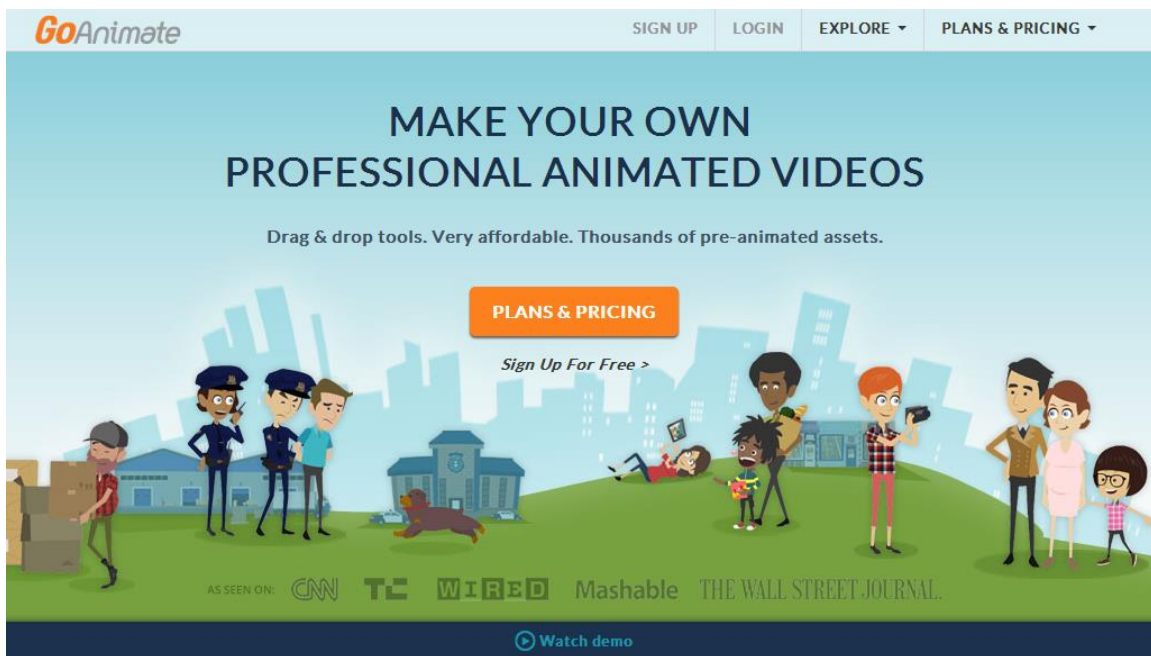 GoAnimate
SIGN UP LOGIN EXPLORE PLANS & PRICING
MAKE YOUR OWN
PROFESSIONAL ANIMATED VIDEOS
Drag & drop tools. Very affordable. Thousands of pre-animated assets.
PLANS & PRICING
Sign Up For Free >
AS SEEN ON: CNN TC WIRED Mashable THE WALL STREET JOURNAL.
Watch demo